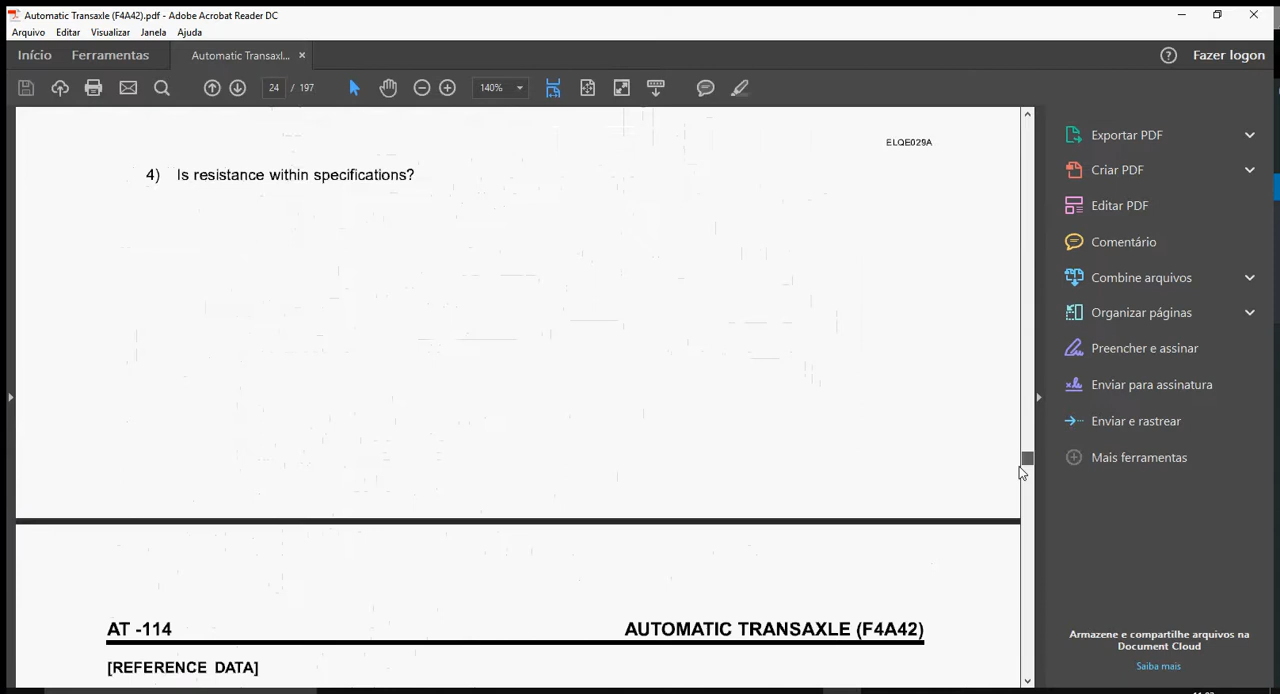 Automatic Transaxle (F4A42).pdf - Adobe Acrobat Reader DC
Arquivo Editar Visualizar Janela Ajuda
Início Ferramentas Automatic Transaxl... × Fazer logon
24 / 197 140%
ELQE029A
4) Is resistance within specifications?
AT -114 AUTOMATIC TRANSAXLE (F4A42)
[REFERENCE DATA]
Exportar PDF
Criar PDF
Editar PDF
Comentário
Combine arquivos
Organizar páginas
Preencher e assinar
Enviar para assinatura
Enviar e rastrear
Mais ferramentas
Armazene e compartilhe arquivos na
Document Cloud
Saiba mais